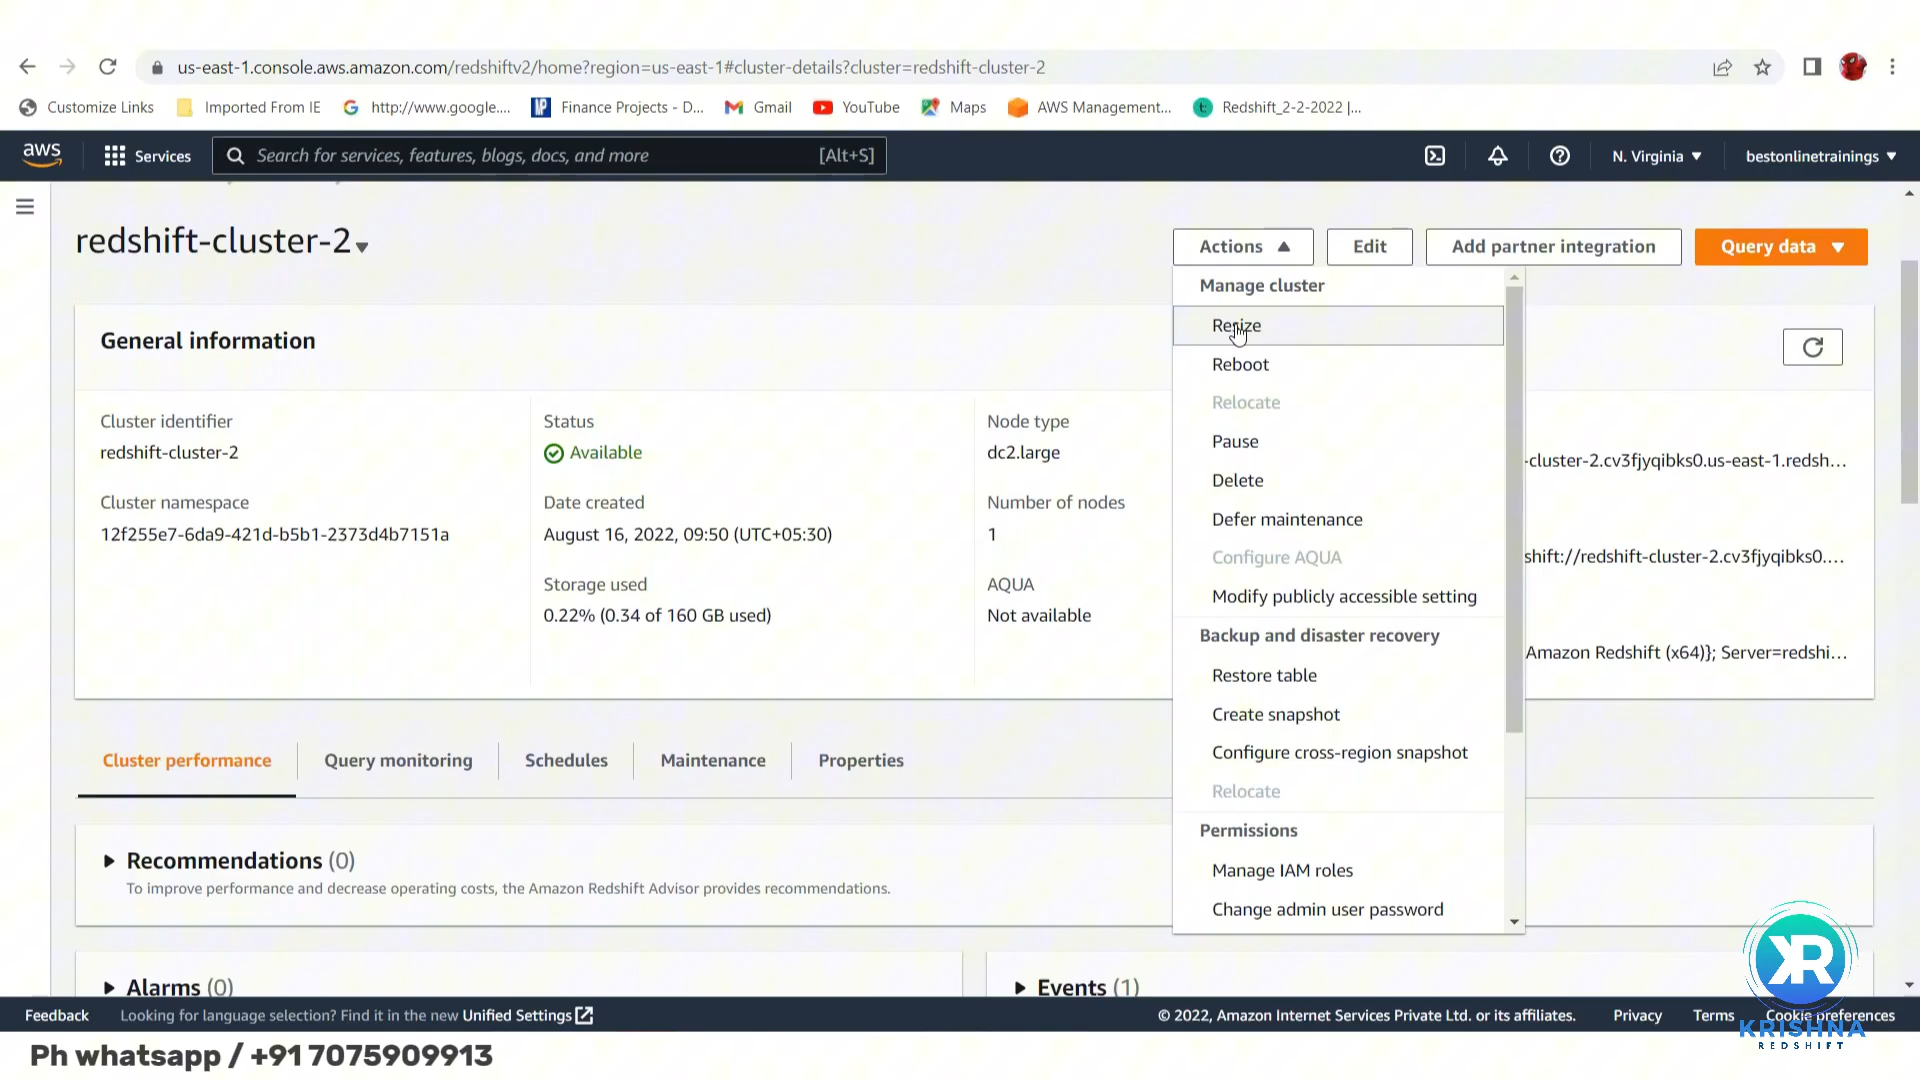 us-east-1.console.aws.amazon.com/redshiftv2/home?region=us-east-1#cluster-details?cluster=redshift-cluster-2
Customize Links
Imported From IE
http://www.google....
Finance Projects - D...
Gmail
YouTube
Maps
AWS Management...
Redshift_2-2-2022 |...
aws
Services
Search for services, features, blogs, docs, and more
[Alt+S]
N. Virginia
bestonlinetrainings
redshift-cluster-2
Actions
Edit
Add partner integration
Query data
Manage cluster
Resize
Reboot
Relocate
Pause
Delete
Defer maintenance
Configure AQUA
Modify publicly accessible setting
Backup and disaster recovery
Restore table
Create snapshot
Configure cross-region snapshot
Relocate
Permissions
Manage IAM roles
Change admin user password
General information
Cluster identifier
redshift-cluster-2
Cluster namespace
12f255e7-6da9-421d-b5b1-2373d4b7151a
Status
Available
Date created
August 16, 2022, 09:50 (UTC+05:30)
Storage used
0.22% (0.34 of 160 GB used)
Node type
dc2.large
Number of nodes
1
AQUA
Not available
-cluster-2.cv3fjyqibks0.us-east-1.redsh...
shift://redshift-cluster-2.cv3fjyqibks0....
Amazon Redshift (x64)}; Server=redshi...
Cluster performance
Query monitoring
Schedules
Maintenance
Properties
Recommendations (0)
To improve performance and decrease operating costs, the Amazon Redshift Advisor provides recommendations.
Alarms (0)
Events (1)
Feedback
Looking for language selection? Find it in the new Unified Settings
© 2022, Amazon Internet Services Private Ltd. or its affiliates.
Privacy
Terms
Cookie preferences
KR
KRISHNA
REDSHIFT
Ph whatsapp / +91 7075909913